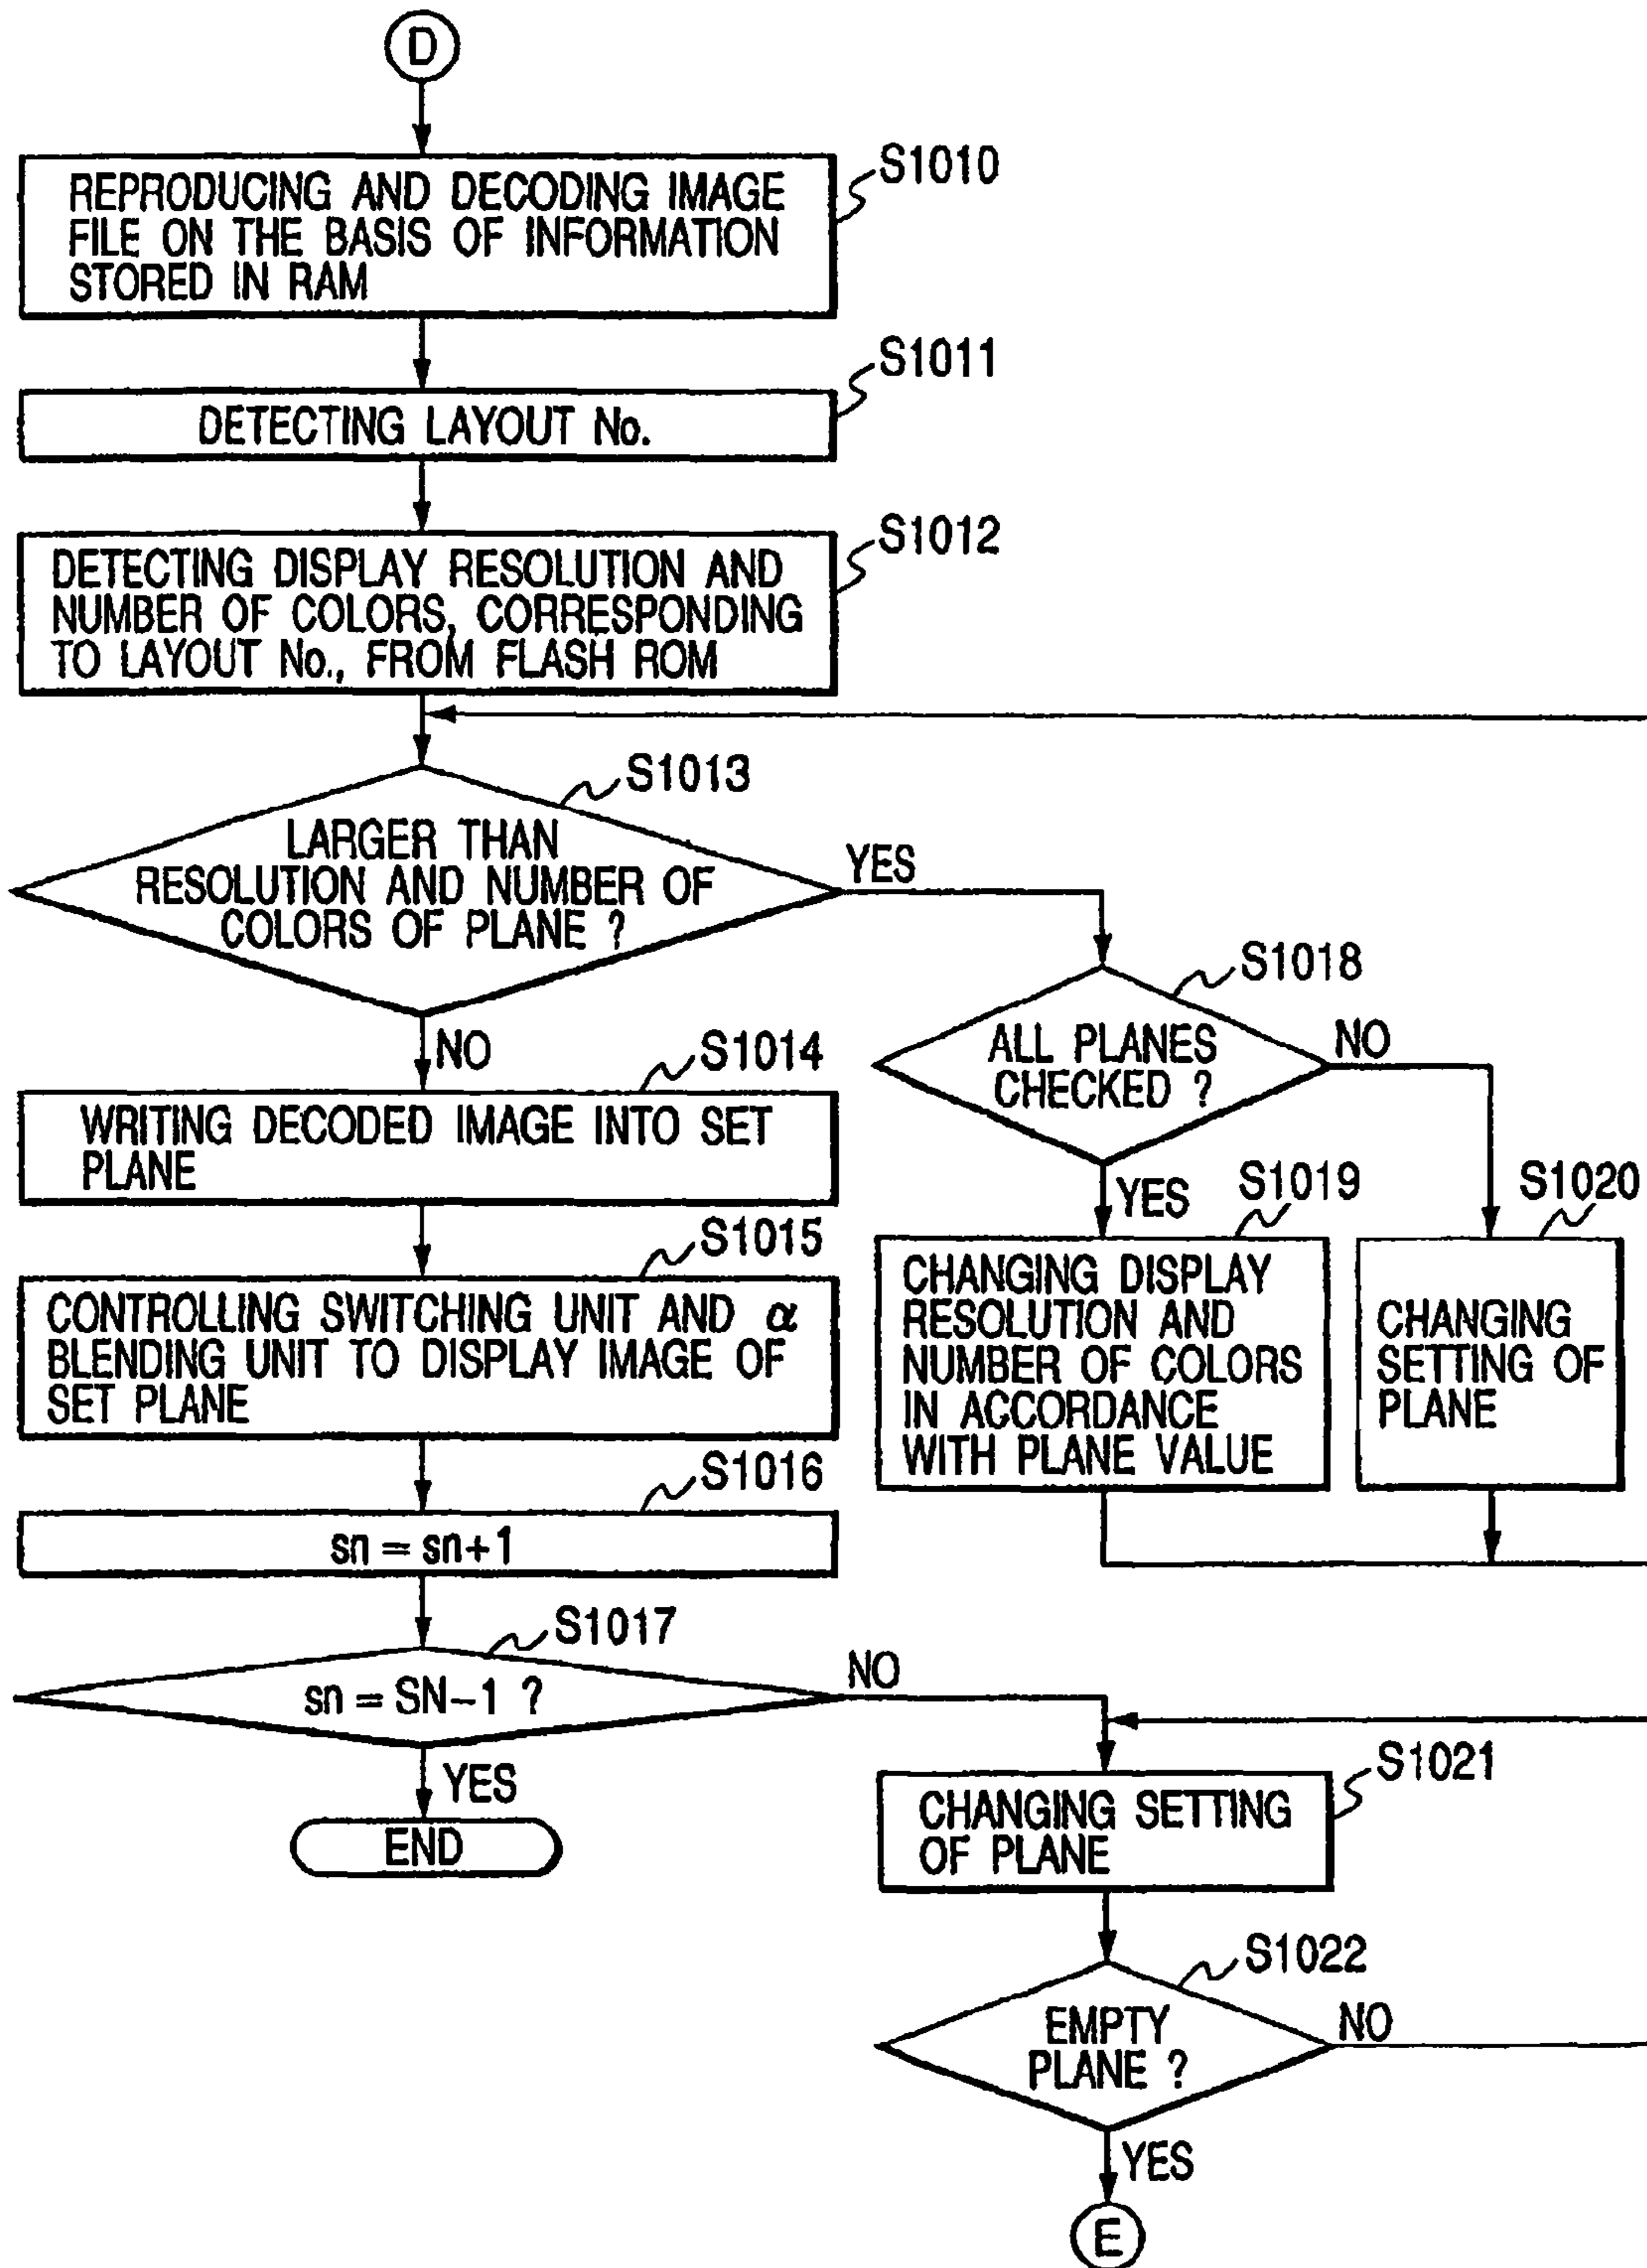 D
S1010
REPRODUCING AND DECODING IMAGE
FILE ON THE BASIS OF INFORMATION
STORED IN RAM
S1011
DETECTING LAYOUT No.
S1012
DETECTING DISPLAY RESOLUTION AND
NUMBER OF COLORS, CORRESPONDING
TO LAYOUT No., FROM FLASH ROM
S1013
LARGER THAN
RESOLUTION AND NUMBER OF
COLORS OF PLANE ?
YES
NO
S1014
WRITING DECODED IMAGE INTO SET
PLANE
S1015
CONTROLLING SWITCHING UNIT AND α
BLENDING UNIT TO DISPLAY IMAGE OF
SET PLANE
S1016
sn = sn+1
S1017
sn = SN-1 ?
NO
YES
END
S1018
ALL PLANES
CHECKED ?
NO
YES
S1019
CHANGING DISPLAY
RESOLUTION AND
NUMBER OF COLORS
IN ACCORDANCE
WITH PLANE VALUE
S1020
CHANGING
SETTING OF
PLANE
S1021
CHANGING SETTING
OF PLANE
S1022
EMPTY
PLANE ?
NO
YES
E